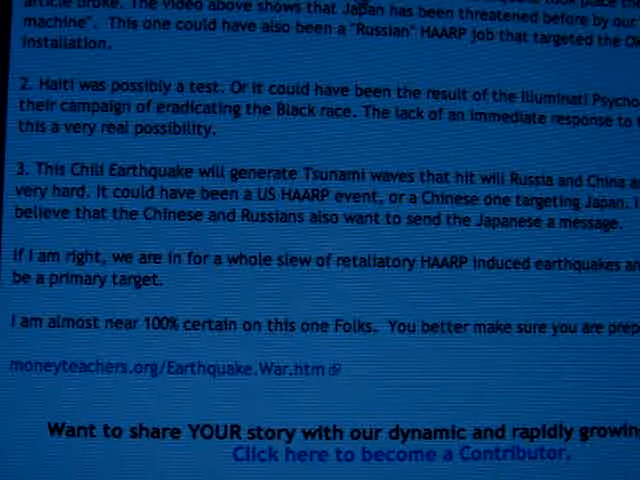 article broke. The video above shows that Japan has been threatened before by our
machine". This one could have also been a "Russian" HAARP job that targeted the
installation.
2. Haiti was possibly a test. Or it could have been the result of the Illuminati
their campaign of eradicating the Black race. The lack of an immediate response to
this a very real possibility.
3. This Chili Earthquake will generate Tsunami waves that hit will Russia and China
very hard. It could have been a US HAARP event, or a Chinese one targeting Japan. I
believe that the Chinese and Russians also want to send the Japanese a message.
If I am right, we are in for a whole slew of retaliatory HAARP induced earthquakes
be a primary target.
I am almost near 100% certain on this one Folks. You better make sure you are
moneyteachers.org/Earthquake.War.htm
Want to share YOUR story with our dynamic and rapidly
Click here to become a Contributor.